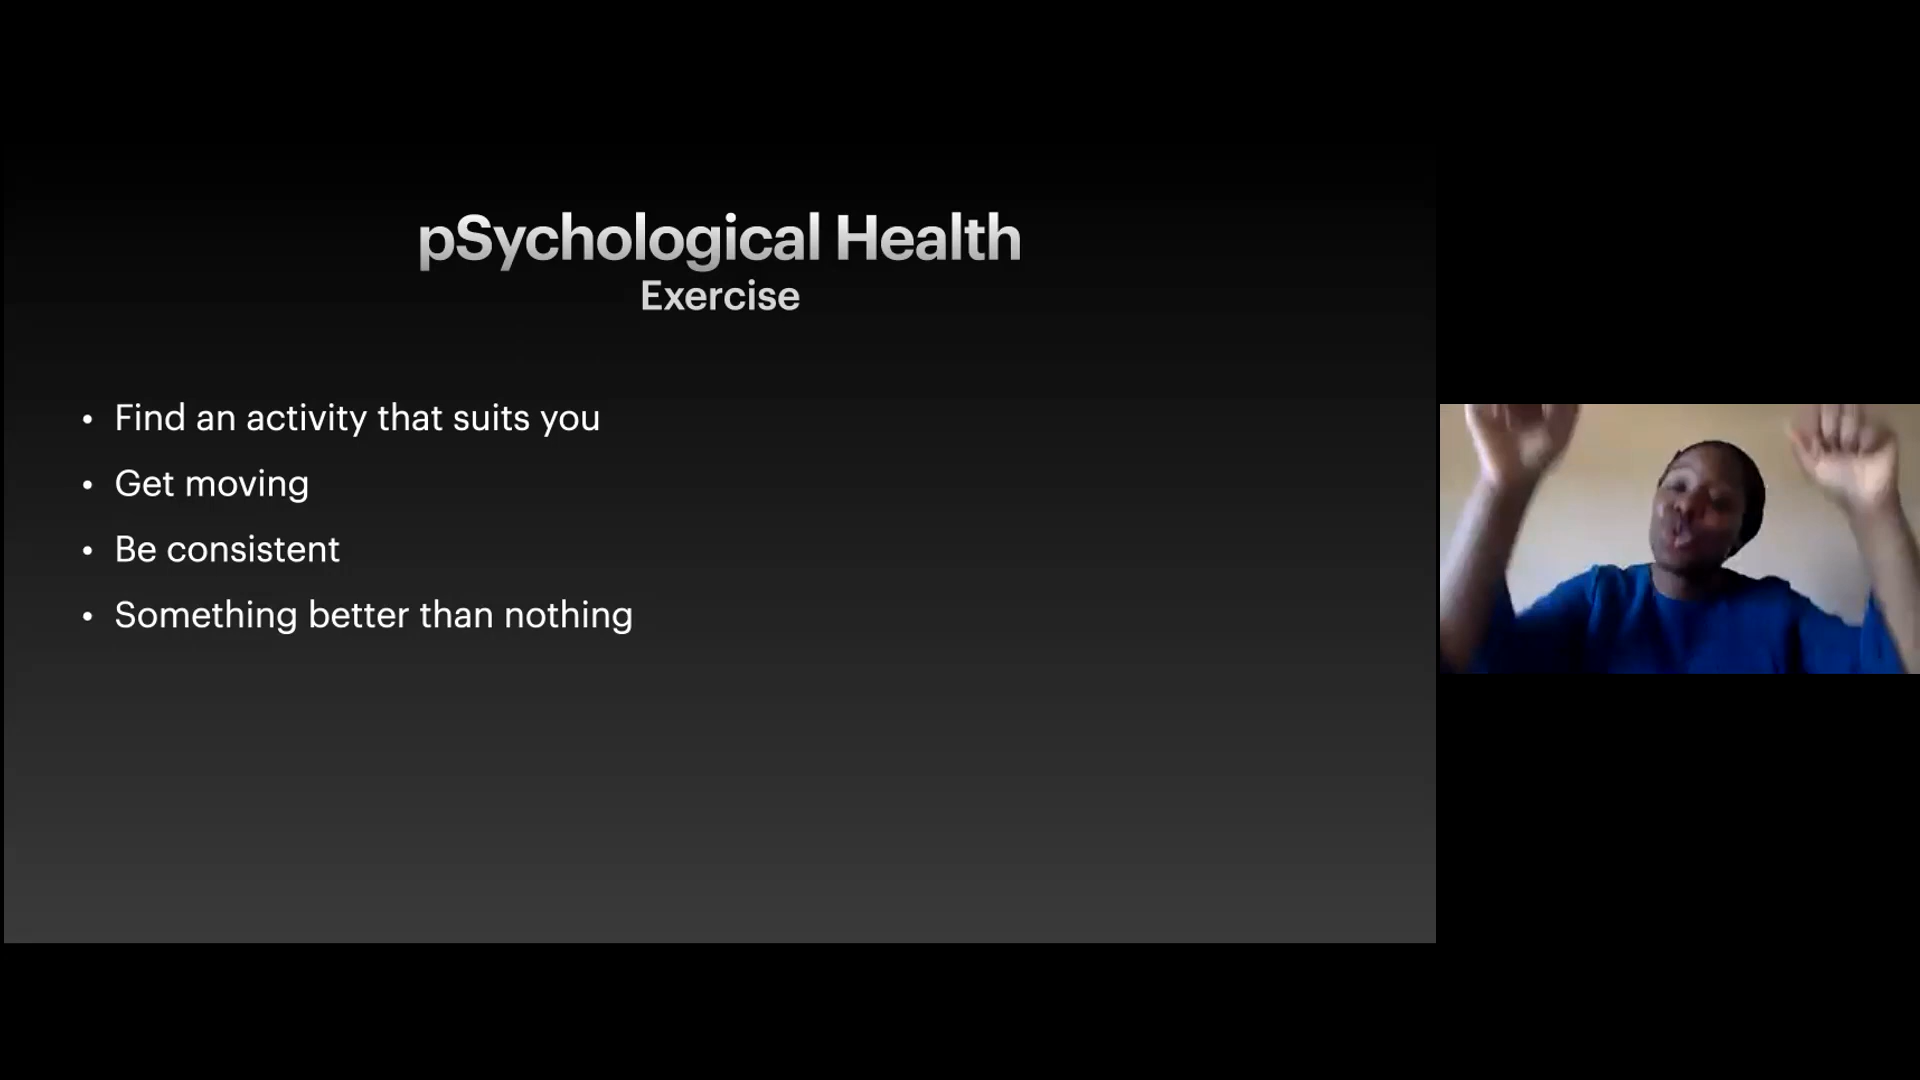 pSychological Health
Exercise
• Find an activity that suits you
• Get moving
• Be consistent
• Something better than nothing